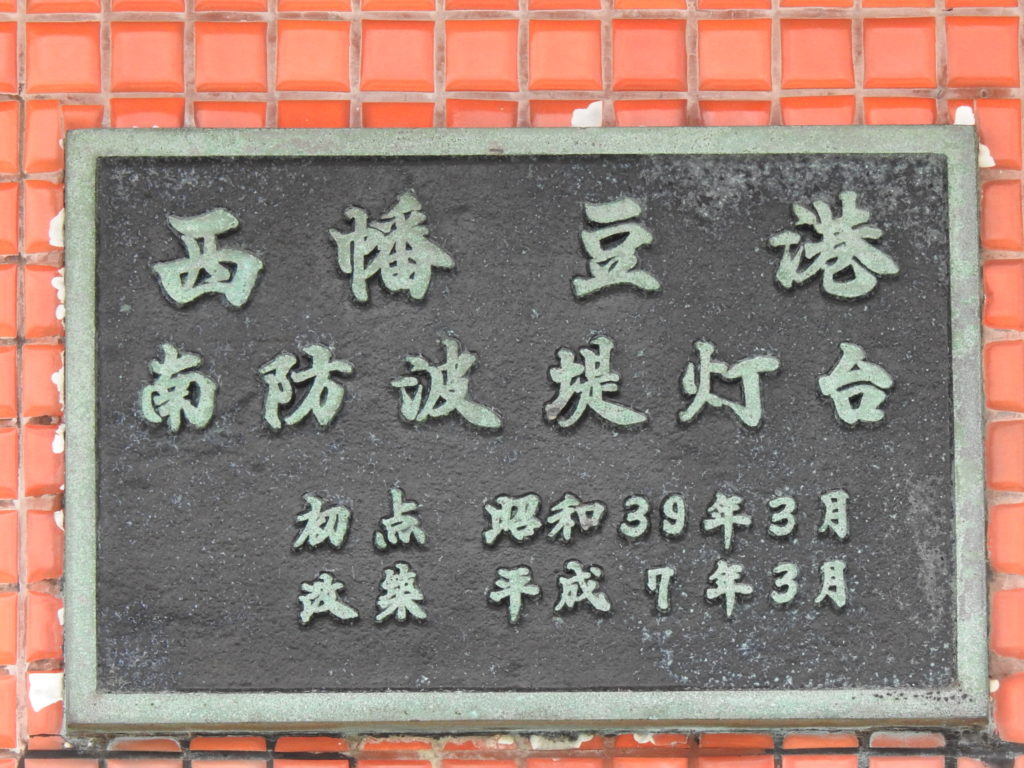 西幡豆港
南防波堤灯台
初点 昭和39年3月
改築 平成7年3月